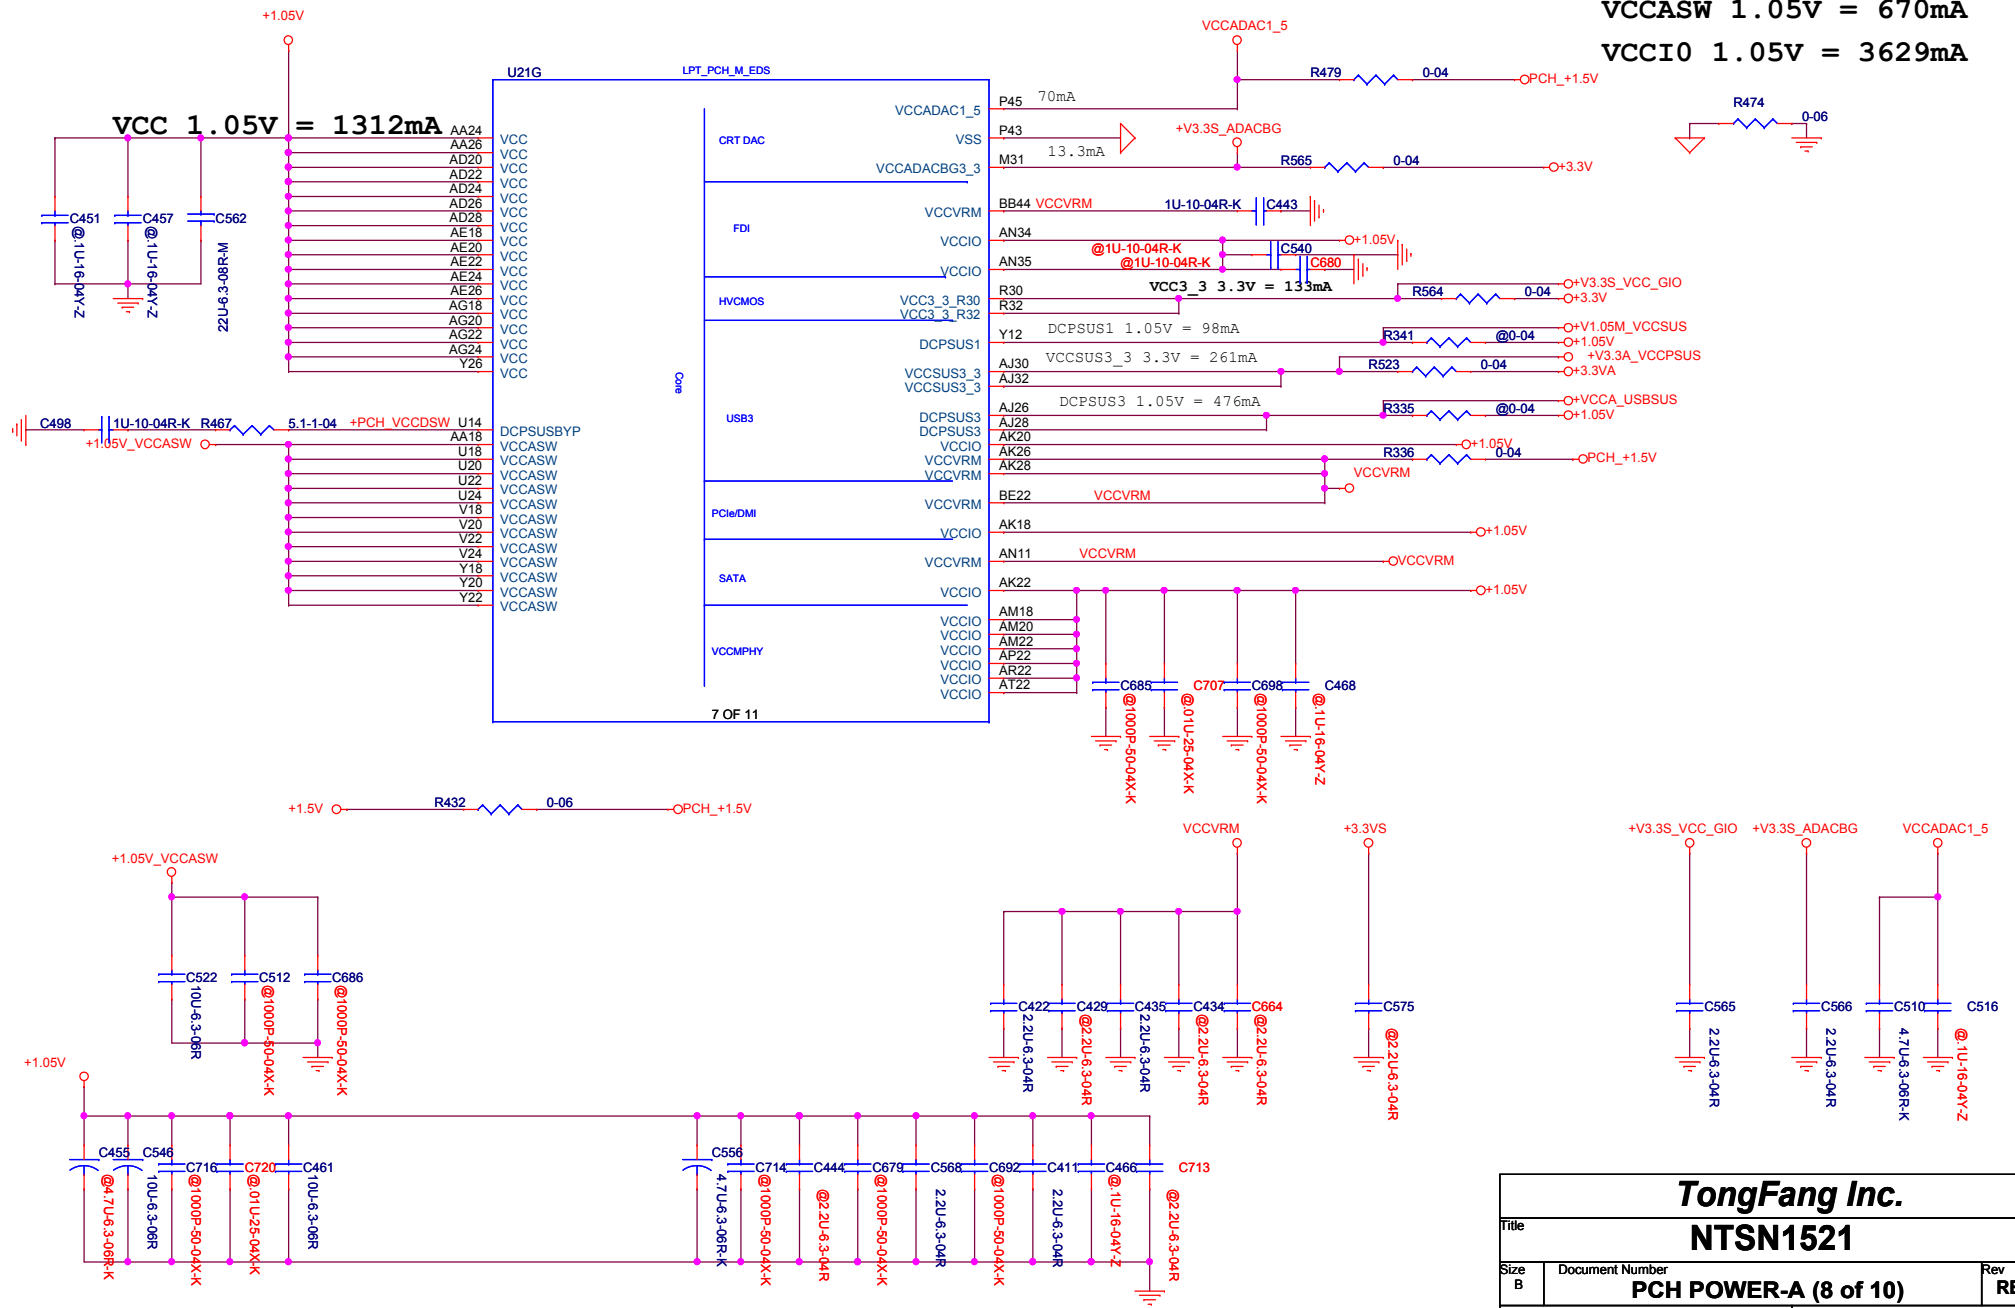 VCCASW 1.05V = 670mA
VCCIO 1.05V = 3629mA
+1.05V
VCC 1.05V = 1312mA
U21G
LPT_PCH_M_EDS
C451
@.1U-16-04Y-Z
C457
@.1U-16-04Y-Z
C562
22U-6.3-08R-M
AA24 VCC
AA26 VCC
AD20 VCC
AD22 VCC
AD24 VCC
AD26 VCC
AD28 VCC
AE18 VCC
AE20 VCC
AE22 VCC
AE24 VCC
AE26 VCC
AG18 VCC
AG20 VCC
AG22 VCC
AG24 VCC
Y26 VCC
C498 1U-10-04R-K R467 5.1-1-04 +PCH_VCCDSW U14 DCPSUSBYP
+1.05V_VCCASW
AA18 VCCASW
U18 VCCASW
U20 VCCASW
U22 VCCASW
U24 VCCASW
V18 VCCASW
V20 VCCASW
V22 VCCASW
V24 VCCASW
Y18 VCCASW
Y20 VCCASW
Y22 VCCASW
Core
CRT DAC
FDI
HVCMOS
USB3
PCIe/DMI
SATA
VCCMPHY
7 OF 11
VCCADAC1_5
R479 0-04 PCH_+1.5V
VCCADAC1_5 P45 70mA
VSS P43
+V3.3S_ADACBG
VCCADACBG3_3 M31 13.3mA
R565 0-04 +3.3V
R474 0-06
VCCVRM BB44 VCCVRM 1U-10-04R-K C443
VCCIO AN34 +1.05V
@1U-10-04R-K C540
VCCIO AN35 @1U-10-04R-K C680
VCC3_3 3.3V = 133mA
VCC3_3_R30 R30
VCC3_3_R32 R32
+V3.3S_VCC_GIO
R564 0-04 +3.3V
DCPSUS1 Y12 DCPSUS1 1.05V = 98mA
+V1.05M_VCCSUS
R341 @0-04 +1.05V
VCCSUS3_3 AJ30 VCCSUS3_3 3.3V = 261mA
VCCSUS3_3 AJ32
+V3.3A_VCCPSUS
R523 0-04 +3.3VA
DCPSUS3 AJ26 DCPSUS3 1.05V = 476mA
DCPSUS3 AJ28
+VCCA_USBSUS
R335 @0-04 +1.05V
VCCIO AK20 +1.05V
VCCVRM AK26 R336 0-04 PCH_+1.5V
VCCVRM AK28 VCCVRM
VCCVRM BE22 VCCVRM
VCCIO AK18 +1.05V
VCCVRM AN11 VCCVRM VCCVRM
VCCIO AK22 +1.05V
VCCIO AM18
VCCIO AM20
VCCIO AM22
VCCIO AP22
VCCIO AR22
VCCIO AT22
C685
@1000P-50-04X-K
C707
@.01U-25-04X-K
C698
@1000P-50-04X-K
C468
@.1U-16-04Y-Z
+1.5V R432 0-06 PCH_+1.5V
+1.05V_VCCASW
C522
10U-6.3-06R
C512
@1000P-50-04X-K
C686
@1000P-50-04X-K
VCCVRM
C422
2.2U-6.3-04R
C429
@2.2U-6.3-04R
C435
2.2U-6.3-04R
C434
@2.2U-6.3-04R
C664
@2.2U-6.3-04R
+3.3VS
C575
@2.2U-6.3-04R
+V3.3S_VCC_GIO
C565
2.2U-6.3-04R
+V3.3S_ADACBG
C566
2.2U-6.3-04R
VCCADAC1_5
C510
4.7U-6.3-06R-K
C516
@.1U-16-04Y-Z
+1.05V
C455
@4.7U-6.3-06R-K
C546
10U-6.3-06R
C716
@1000P-50-04X-K
C720
@.01U-25-04X-K
C461
10U-6.3-06R
C556
4.7U-6.3-06R-K
C714
@1000P-50-04X-K
C444
@2.2U-6.3-04R
C679
@1000P-50-04X-K
C568
2.2U-6.3-04R
C692
@1000P-50-04X-K
C411
2.2U-6.3-04R
C466
@.1U-16-04Y-Z
C713
@2.2U-6.3-04R
TongFang Inc.
Title
NTSN1521
Size
B
Document Number
PCH POWER-A (8 of 10)
Rev